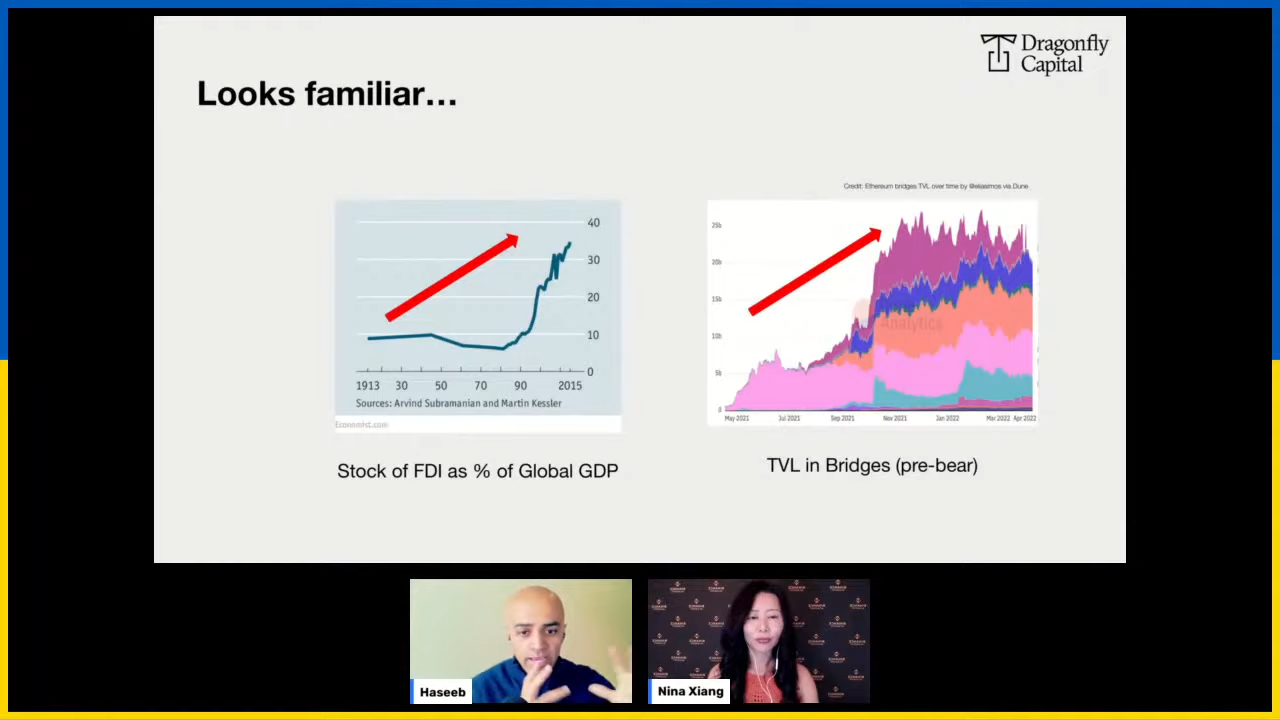 Dragonfly
Capital
Looks familiar...
Credit: Ethereum bridges TVL over time by @eliasimos via Dune
40
30
20
10
0
1913 30 50 70 90 2015
Sources: Arvind Subramanian and Martin Kessler
Economist.com
25b
20b
15b
10b
5b
0
Analytics
May 2021 Jul 2021 Sep 2021 Nov 2021 Jan 2022 Mar 2022 Apr 2022
Stock of FDI as % of Global GDP
TVL in Bridges (pre-bear)
Haseeb
Nina Xiang